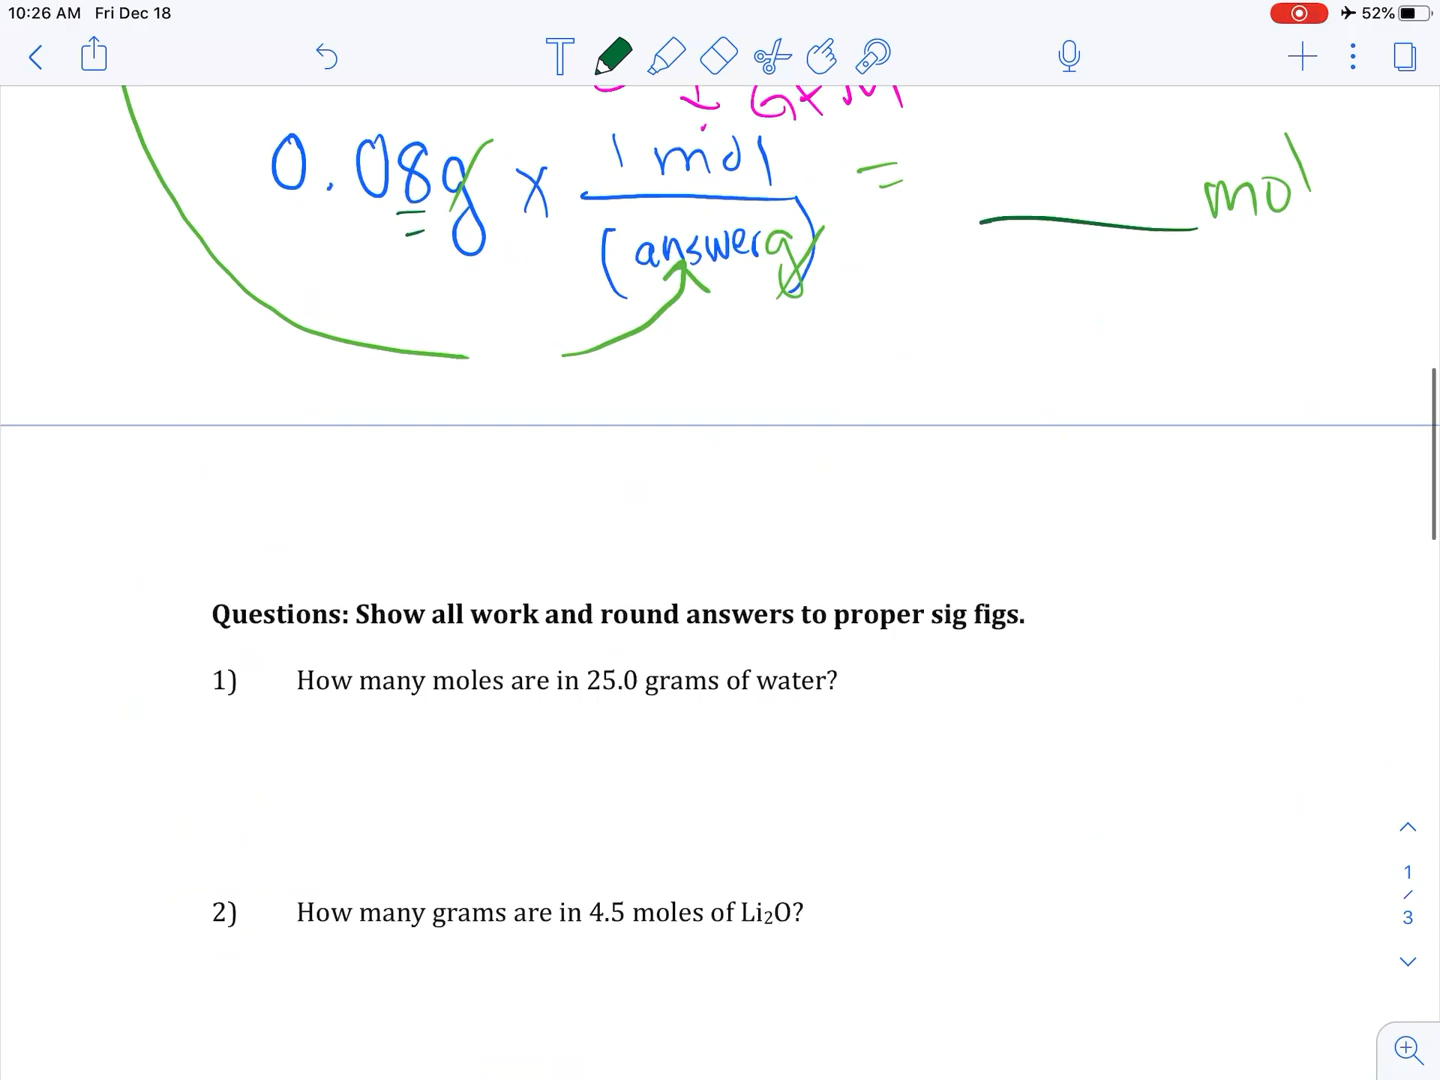 10:26 AM Fri Dec 18
52%
T
0.08g x 1 mol = ____ mol
(answer g)
Questions: Show all work and round answers to proper sig figs.
1) How many moles are in 25.0 grams of water?
2) How many grams are in 4.5 moles of Li₂O?
1
/
3